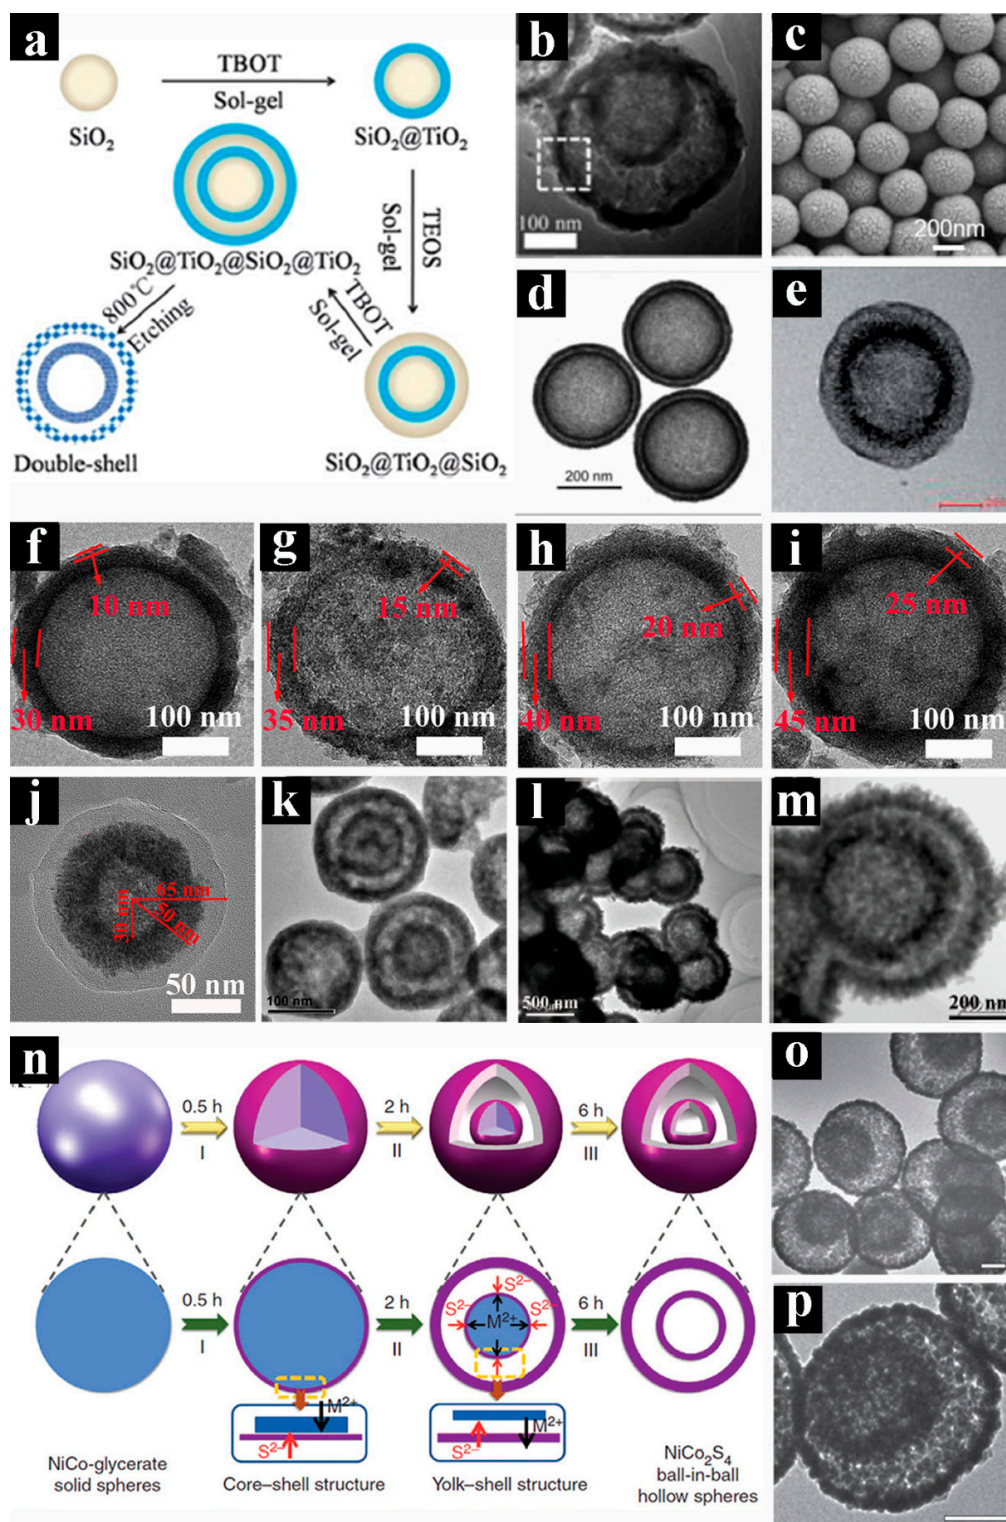 a
TBOT
Sol-gel
SiO₂
SiO₂@TiO₂
TEOS
Sol-gel
SiO₂@TiO₂@SiO₂@TiO₂
TBOT
Sol-gel
800℃
Etching
Double-shell
SiO₂@TiO₂@SiO₂
b
100 nm
c
200nm
d
200 nm
e
f
10 nm
30 nm
100 nm
g
15 nm
35 nm
100 nm
h
20 nm
40 nm
100 nm
i
25 nm
45 nm
100 nm
j
65 nm
50 nm
30 nm
50 nm
k
100 nm
l
500 nm
m
200 nm
n
0.5 h
I
2 h
II
6 h
III
0.5 h
I
2 h
II
6 h
III
S²⁻
S²⁻
M²⁺
S²⁻
M²⁺
S²⁻
M²⁺
S²⁻
NiCo-glycerate
solid spheres
Core–shell structure
Yolk–shell structure
NiCo₂S₄
ball-in-ball
hollow spheres
o
p